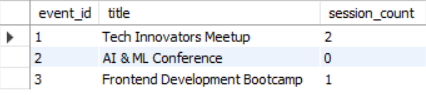 event_id title session_count
1 Tech Innovators Meetup 2
2 AI & ML Conference 0
3 Frontend Development Bootcamp 1